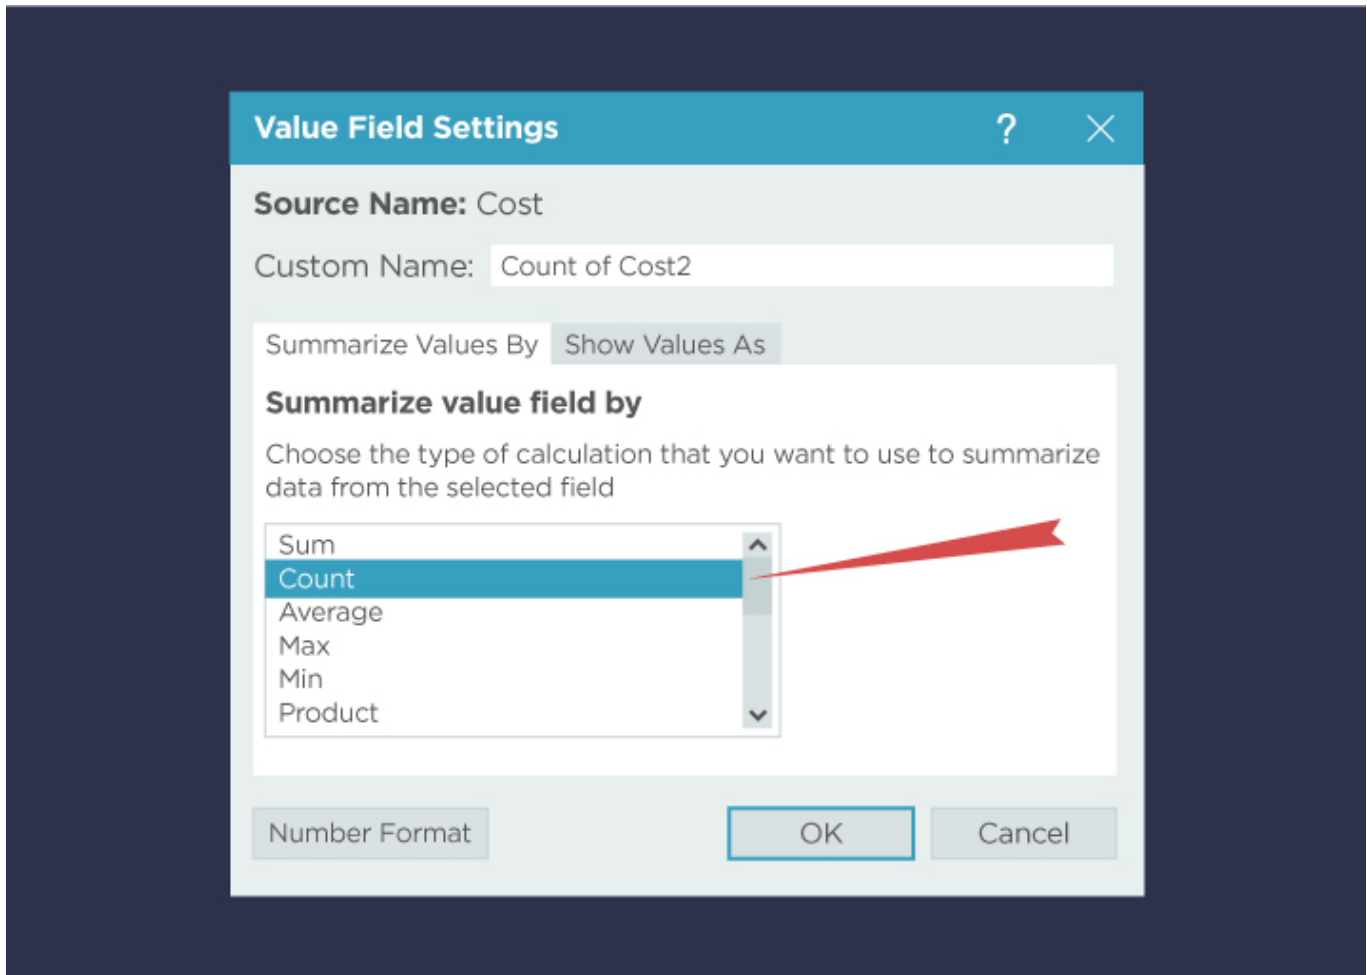 Value Field Settings ?
Source Name: Cost
Custom Name: Count of Cost2
Summarize Values By Show Values As
Summarize value field by
Choose the type of calculation that you want to use to summarize
data from the selected field
Sum
Count
Average
Max
Min
Product
Number Format OK Cancel